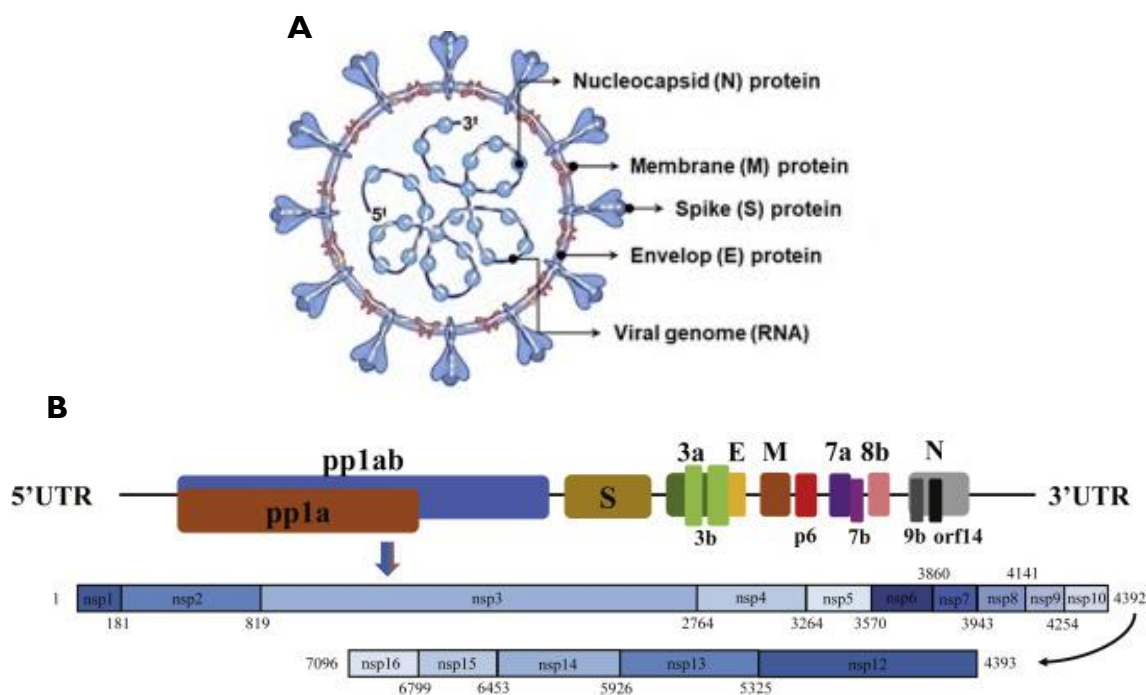 A
Nucleocapsid (N) protein
3'
Membrane (M) protein
Spike (S) protein
5'
Envelop (E) protein
Viral genome (RNA)
B
pp1ab
3a E M 7a 8b N
5'UTR
pp1a
S
3'UTR
3b p6 7b 9b orf14
3860 4141
1 nsp1 nsp2 nsp3 nsp4 nsp5 nsp6 nsp7 nsp8 nsp9 nsp10 4392
181 819 2764 3264 3570 3943 4254
7096 nsp16 nsp15 nsp14 nsp13 nsp12 4393
6799 6453 5926 5325